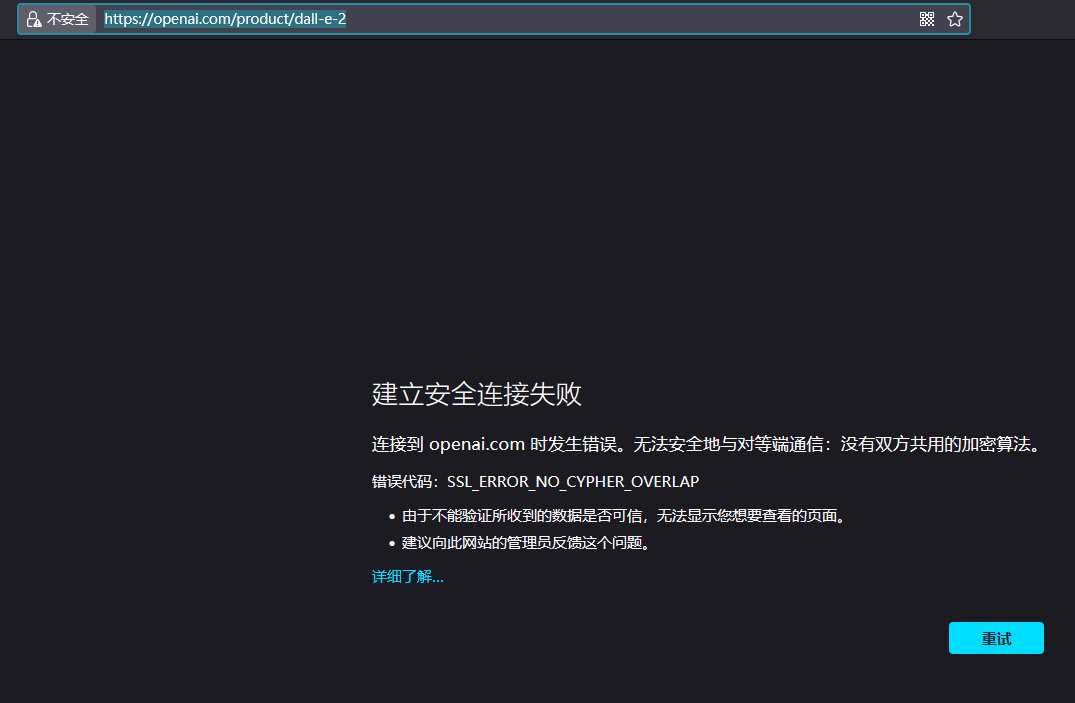 不安全 https://openai.com/product/dall-e-2
建立安全连接失败
连接到 openai.com 时发生错误。无法安全地与对等端通信：没有双方共用的加密算法。
错误代码：SSL_ERROR_NO_CYPHER_OVERLAP
• 由于不能验证所收到的数据是否可信，无法显示您想要查看的页面。
• 建议向此网站的管理员反馈这个问题。
详细了解...
重试